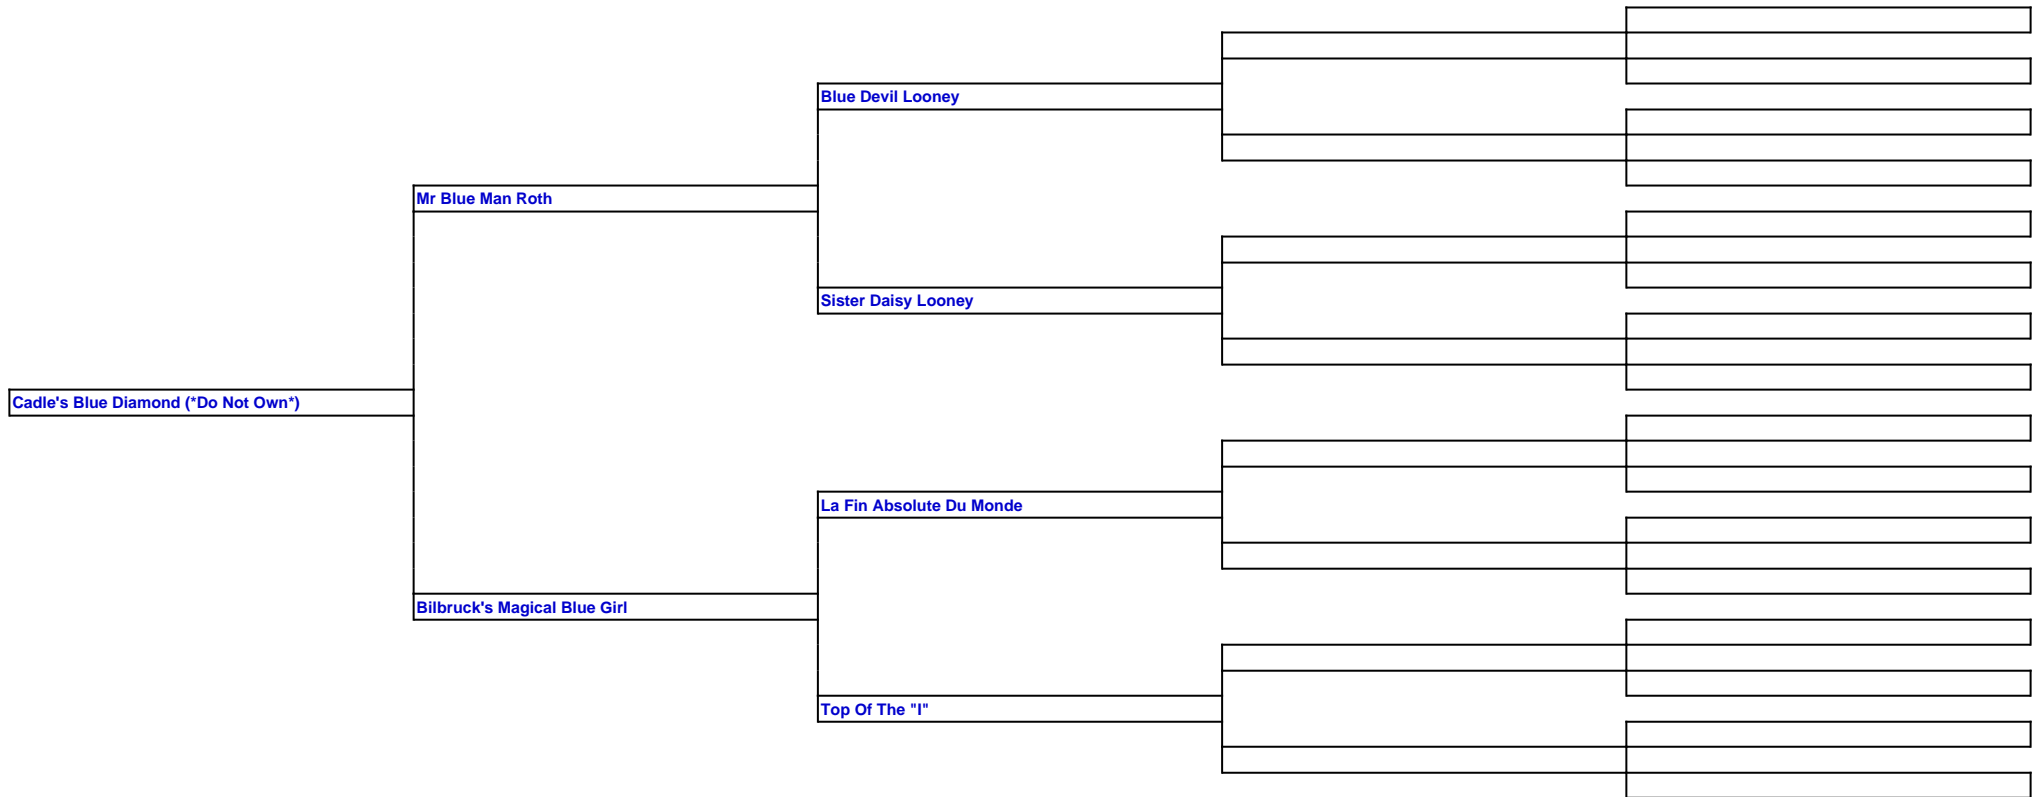 Blue Devil Looney
Mr Blue Man Roth
Sister Daisy Looney
Cadle's Blue Diamond (*Do Not Own*)
La Fin Absolute Du Monde
Bilbruck's Magical Blue Girl
Top Of The "I"